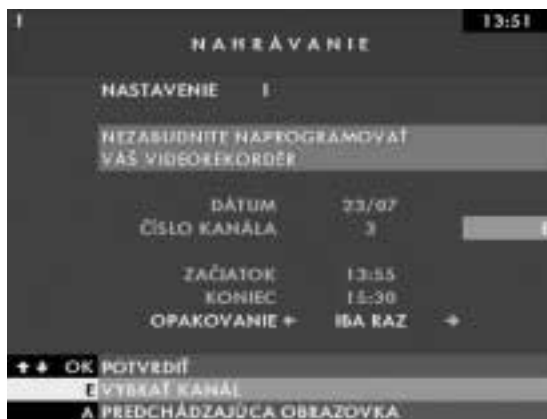 1 13:51
NAHRÁVANIE
NASTAVENIE 1
NEZABUDNITE NAPROGRAMOVAŤ
VÁŠ VIDEOREKORDÉR
DÁTUM 23/07
ČÍSLO KANÁLA 3
ZAČIATOK 13:55
KONIEC 15:30
OPAKOVANIE ← IBA RAZ →
↑↓ OK POTVRDIŤ
E VYBRAŤ KANÁL
A PREDCHÁDZAJÚCA OBRAZOVKA